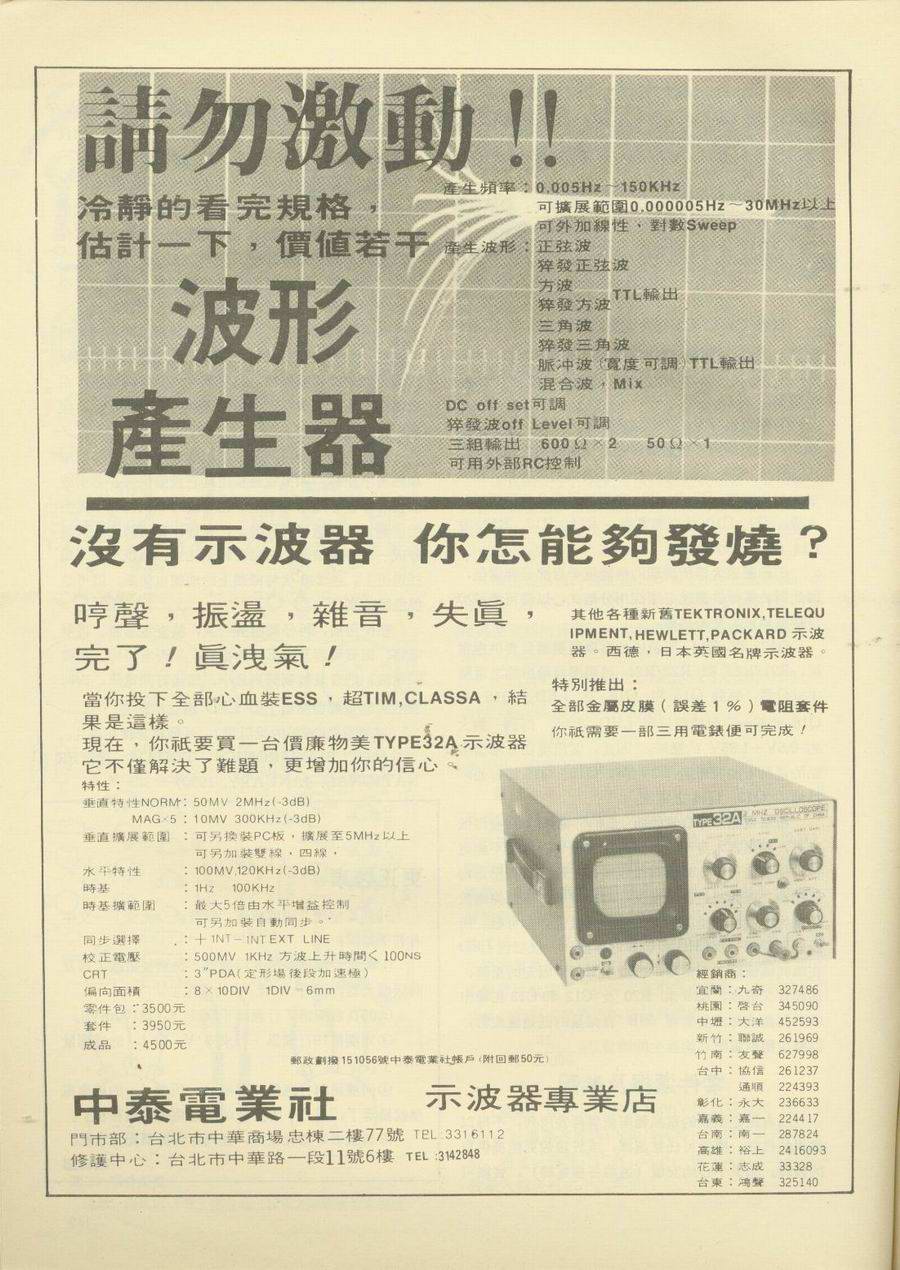 請勿激動!!
冷靜的看完規格，
估計一下，價值若干
波形
產生器
產生頻率：0.005Hz～150KHz
可擴展範圍0.000005Hz～30MHz以上
可外加線性、對數Sweep
產生波形：正弦波
猝發正弦波
方波
猝發方波 TTL輸出
三角波
猝發三角波
脈冲波(寬度可調)TTL輸出
混合波，Mix
DC off set可調
猝發波off Level可調
三組輸出 600Ω×2 50Ω×1
可用外部RC控制
沒有示波器 你怎能夠發燒？
哼聲，振盪，雜音，失眞，
完了！眞洩氣！
當你投下全部心血裝ESS，超TIM,CLASSA，結
果是這樣。
現在，你祇要買一台價廉物美TYPE32A示波器
它不僅解決了難題，更增加你的信心。
其他各種新舊TEKTRONIX,TELEQU
IPMENT,HEWLETT,PACKARD示波
器。西德，日本英國名牌示波器。
特別推出：
全部金屬皮膜（誤差1%）電阻套件
你祇需要一部三用電錶便可完成！
特性：
垂直特性NORM：50MV 2MHz(-3dB)
MAG×5：10MV 300KHz(-3dB)
垂直擴展範圍：可另換裝PC板，擴展至5MHz以上
可另加裝雙線，四線，
水平特性：100MV,120KHz(-3dB)
時基：1Hz 100KHz
時基擴範圍：最大5倍由水平增益控制
可另加裝自動同步。
同步選擇：＋INT－INT EXT LINE
校正電壓：500MV 1KHz 方波上升時間＜100NS
CRT：3"PDA(定形場後段加速極)
偏向面積：8×10DIV 1DIV－6mm
零件包：3500元
套件：3950元
成品：4500元
TYPE32A 2 MHZ OSCILLOSCOPE
郵政劃撥151056號中泰電業社帳戶(附回郵50元)
中泰電業社 示波器專業店
門市部：台北市中華商場忠棟二樓77號 TEL:3316112
修護中心：台北市中華路一段11號6樓 TEL:3142848
經銷商：
宜蘭：九奇 327486
桃園：啓台 345090
中壢：大洋 452593
新竹：聯誠 261969
竹南：友聲 627998
台中：協信 261237
通順 224393
彰化：永大 236633
嘉義：嘉一 224417
台南：南一 287824
高雄：裕上 2416093
花蓮：志成 33328
台東：鴻聲 325140